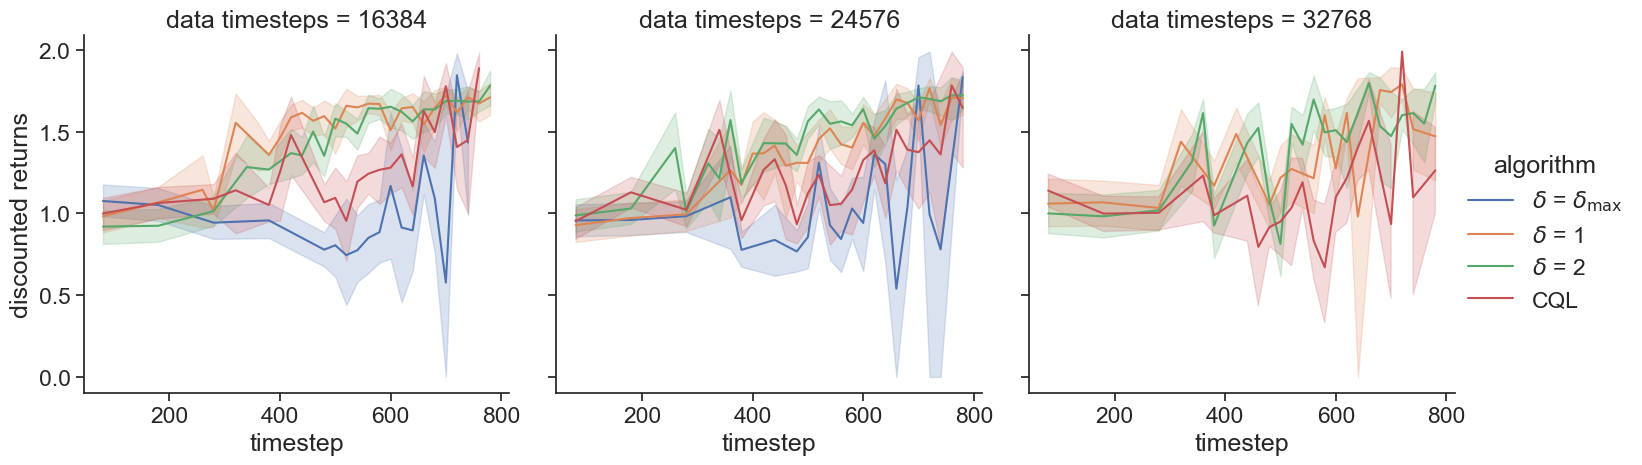 data timesteps = 16384
data timesteps = 24576
data timesteps = 32768
discounted returns
2.0
1.5
1.0
0.5
0.0
200 400 600 800
200 400 600 800
200 400 600 800
timestep
timestep
timestep
algorithm
δ = δmax
δ = 1
δ = 2
CQL